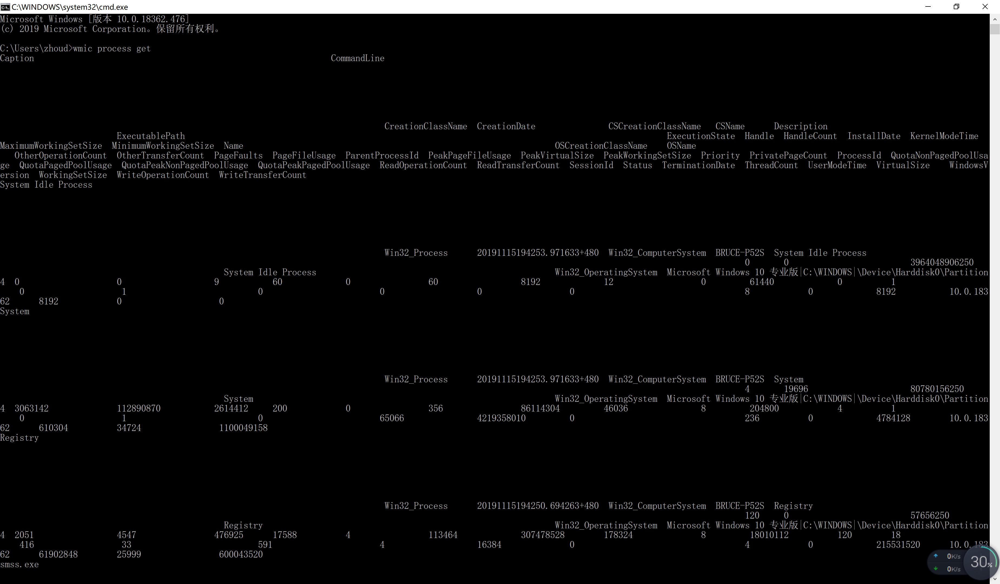 C:\WINDOWS\system32\cmd.exe
Microsoft Windows [版本 10.0.18362.476]
(c) 2019 Microsoft Corporation。保留所有权利。
C:\Users\zhoud>wmic process get
Caption CommandLine
CreationClassName CreationDate CSCreationClassName CSName Description
ExecutablePath ExecutionState Handle HandleCount InstallDate KernelModeTime
MaximumWorkingSetSize MinimumWorkingSetSize Name OSCreationClassName OSName
OtherOperationCount OtherTransferCount PageFaults PageFileUsage ParentProcessId PeakPageFileUsage PeakVirtualSize PeakWorkingSetSize Priority PrivatePageCount ProcessId QuotaNonPagedPoolUsa
ge QuotaPagedPoolUsage QuotaPeakNonPagedPoolUsage QuotaPeakPagedPoolUsage ReadOperationCount ReadTransferCount SessionId Status TerminationDate ThreadCount UserModeTime VirtualSize WindowsV
ersion WorkingSetSize WriteOperationCount WriteTransferCount
System Idle Process
Win32_Process 20191115194253.971633+480 Win32_ComputerSystem BRUCE-P52S System Idle Process
0 0 3964048906250
System Idle Process Win32_OperatingSystem Microsoft Windows 10 专业版|C:\WINDOWS|\Device\Harddisk0\Partition
4 0 0 9 60 0 60 8192 12 0 61440 0 1
0 1 0 0 0 0 8 0 8192 10.0.183
62 8192 0 0
System
Win32_Process 20191115194253.971633+480 Win32_ComputerSystem BRUCE-P52S System
4 19696 80780156250
System Win32_OperatingSystem Microsoft Windows 10 专业版|C:\WINDOWS|\Device\Harddisk0\Partition
4 3063142 112890870 2614412 200 0 356 86114304 46036 8 204800 4 1
0 1 0 65066 4219358010 0 236 0 4784128 10.0.183
62 610304 34724 1100049158
Registry
Win32_Process 20191115194250.694263+480 Win32_ComputerSystem BRUCE-P52S Registry
120 0 57656250
Registry Win32_OperatingSystem Microsoft Windows 10 专业版|C:\WINDOWS|\Device\Harddisk0\Partition
4 2051 4547 476925 17588 4 113464 307478528 178324 8 18010112 120 18
416 33 591 4 16384 0 4 0 215531520 10.0.183
62 61902848 25999 600043520
smss.exe
0K/s
30%
0K/s